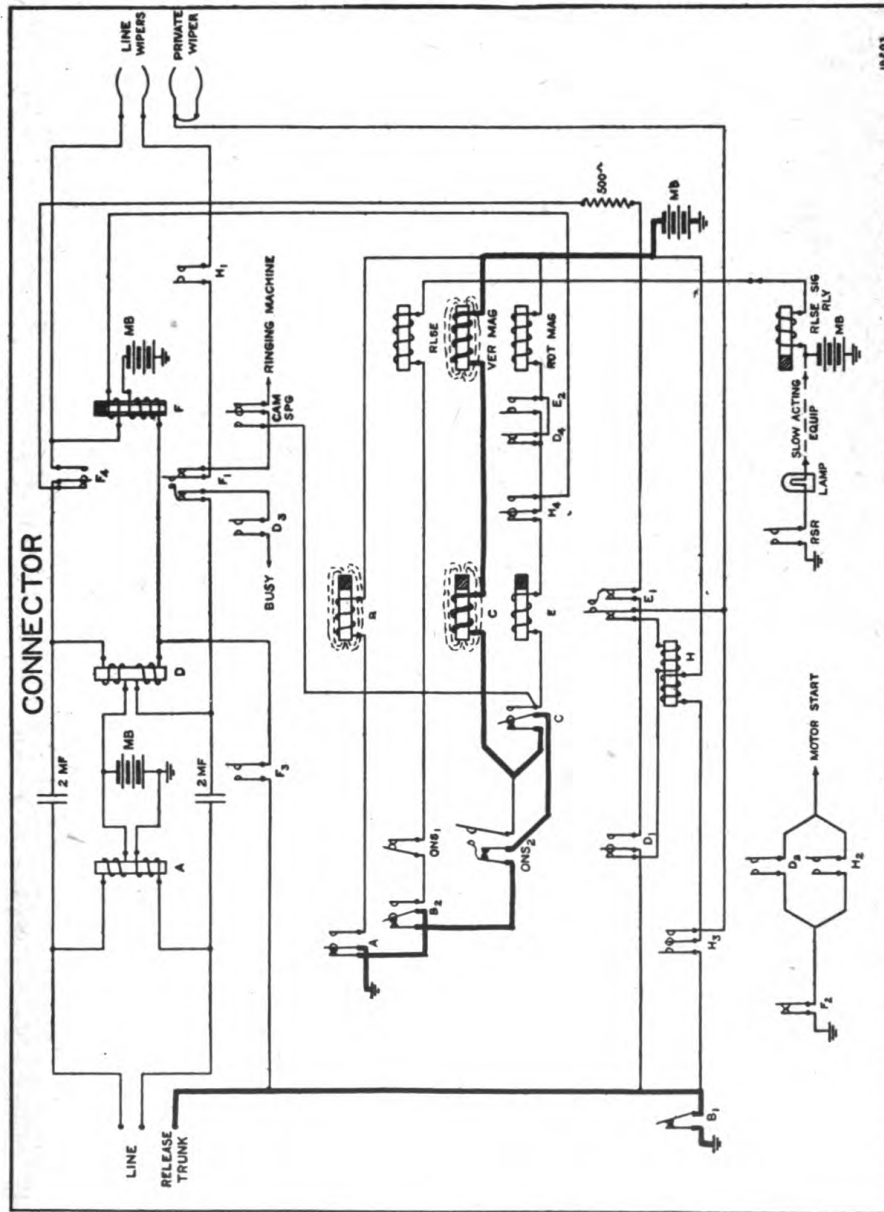 CONNECTOR
LINE
WIPERS
PRIVATE
WIPER
2 MF
MB
A
2 MF
D
F4
F
MB
H1
LINE
RELEASE
TRUNK
F3
F1
D3
BUSY
CAM
SPG
RINGING MACHINE
B
A
B2
ONS1
RLSE
C
VER MAG
ONS2
C
E
H4
D4
E2
ROT MAG
500
MB
D1
E1
H
H3
B1
F2
D2
H2
MOTOR START
RSR
LAMP
SLOW ACTING
EQUIP
RLSE SIG
RLY
MB